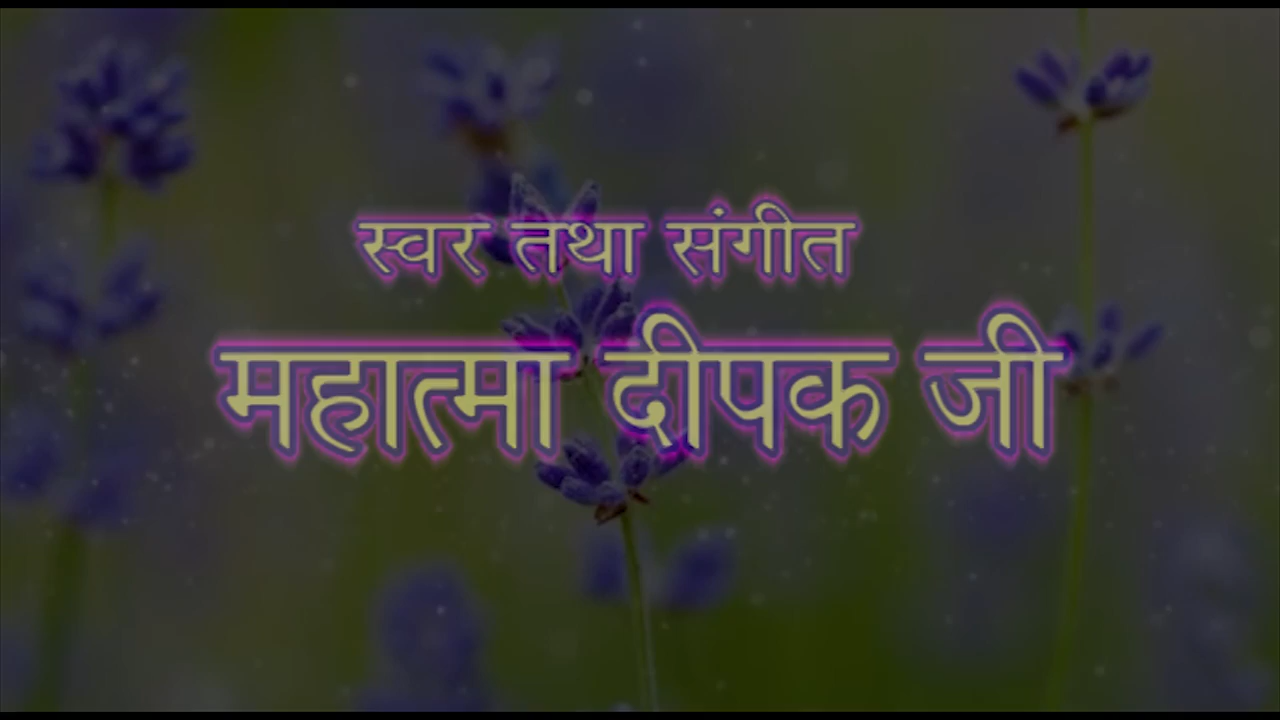 स्वर तथा संगीत
महात्मा दीपक जी